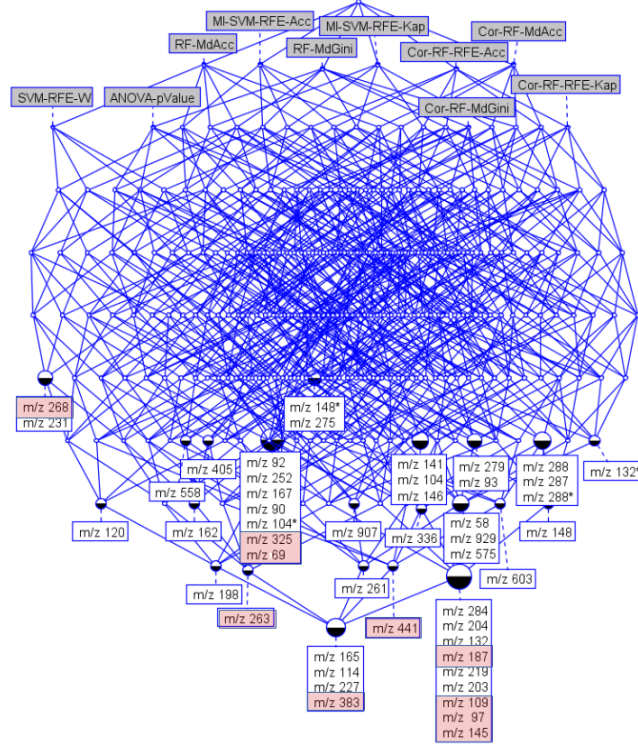 MI-SVM-RFE-Acc
MI-SVM-RFE-Kap
Cor-RF-MdAcc
RF-MdAcc
RF-MdGini
Cor-RF-RFE-Acc
SVM-RFE-W
ANOVA-pValue
Cor-RF-MdGini
Cor-RF-RFE-Kap
m/z 268
m/z 231
m/z 148*
m/z 275
m/z 405
m/z 558
m/z 92
m/z 252
m/z 167
m/z 90
m/z 104*
m/z 325
m/z 69
m/z 141
m/z 104
m/z 146
m/z 279
m/z 93
m/z 288
m/z 287
m/z 288*
m/z 132*
m/z 120
m/z 162
m/z 907
m/z 336
m/z 58
m/z 929
m/z 575
m/z 148
m/z 198
m/z 263
m/z 261
m/z 441
m/z 603
m/z 165
m/z 114
m/z 227
m/z 383
m/z 284
m/z 204
m/z 132
m/z 187
m/z 219
m/z 203
m/z 109
m/z 97
m/z 145